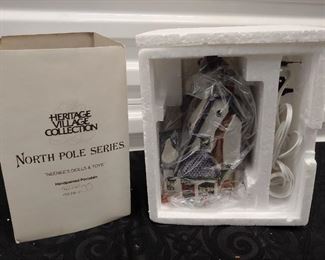 HERITAGE
VILLAGE
COLLECTION
NORTH POLE SERIES
"NEENEE'S DOLLS & TOYS"
Handpainted Porcelain